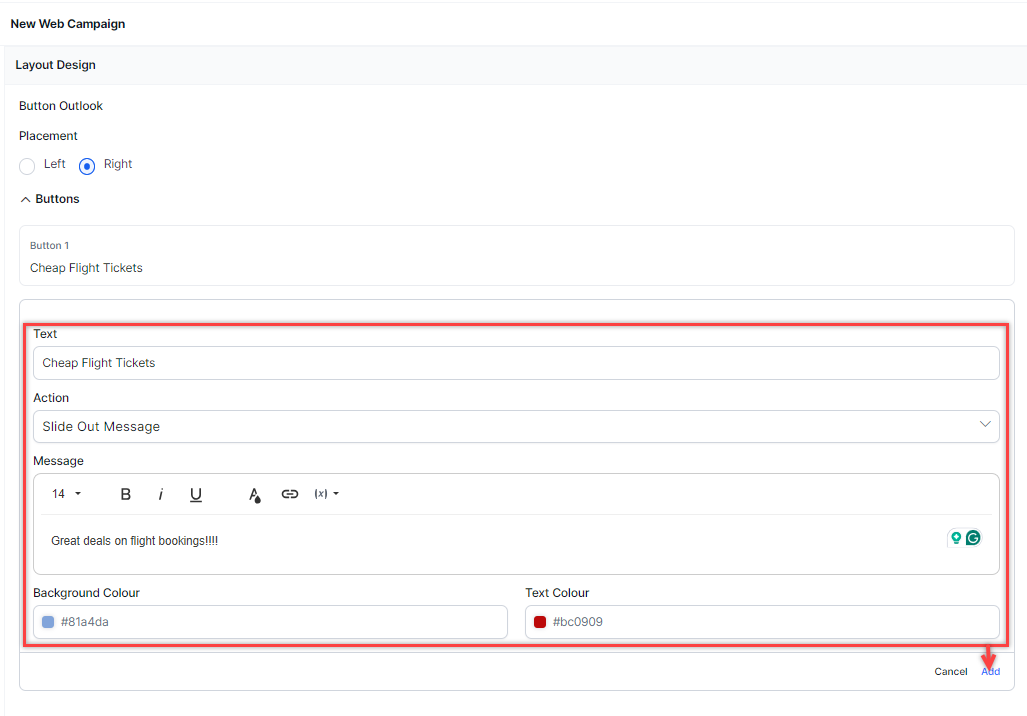 New Web Campaign
Layout Design
Button Outlook
Placement
Left Right
Buttons
Button 1
Cheap Flight Tickets
Text
Cheap Flight Tickets
Action
Slide Out Message
Message
14 B i U A (x)
Great deals on flight bookings!!!!
Background Colour Text Colour
#81a4da #bc0909
Cancel Add